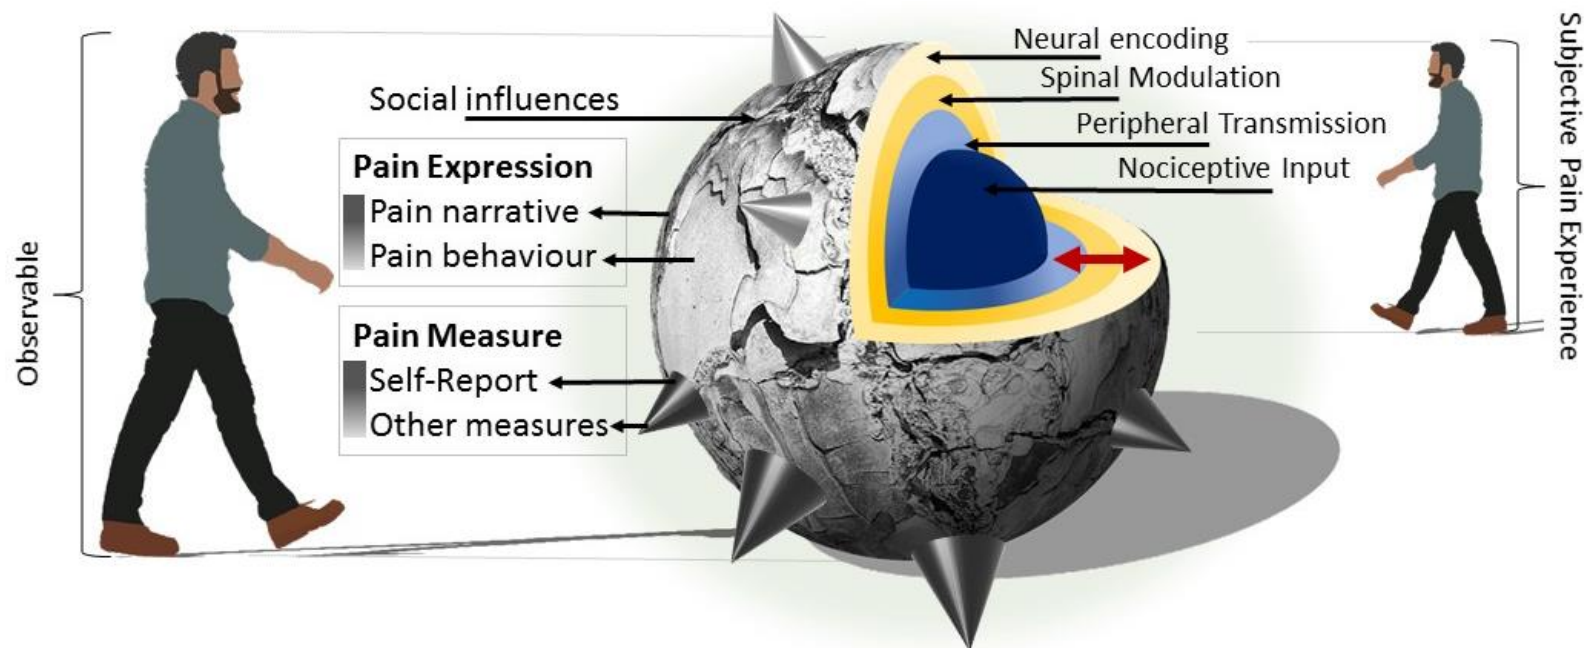 Observable
Social influences
Pain Expression
Pain narrative
Pain behaviour
Pain Measure
Self-Report
Other measures
Neural encoding
Spinal Modulation
Peripheral Transmission
Nociceptive Input
Subjective Pain Experience